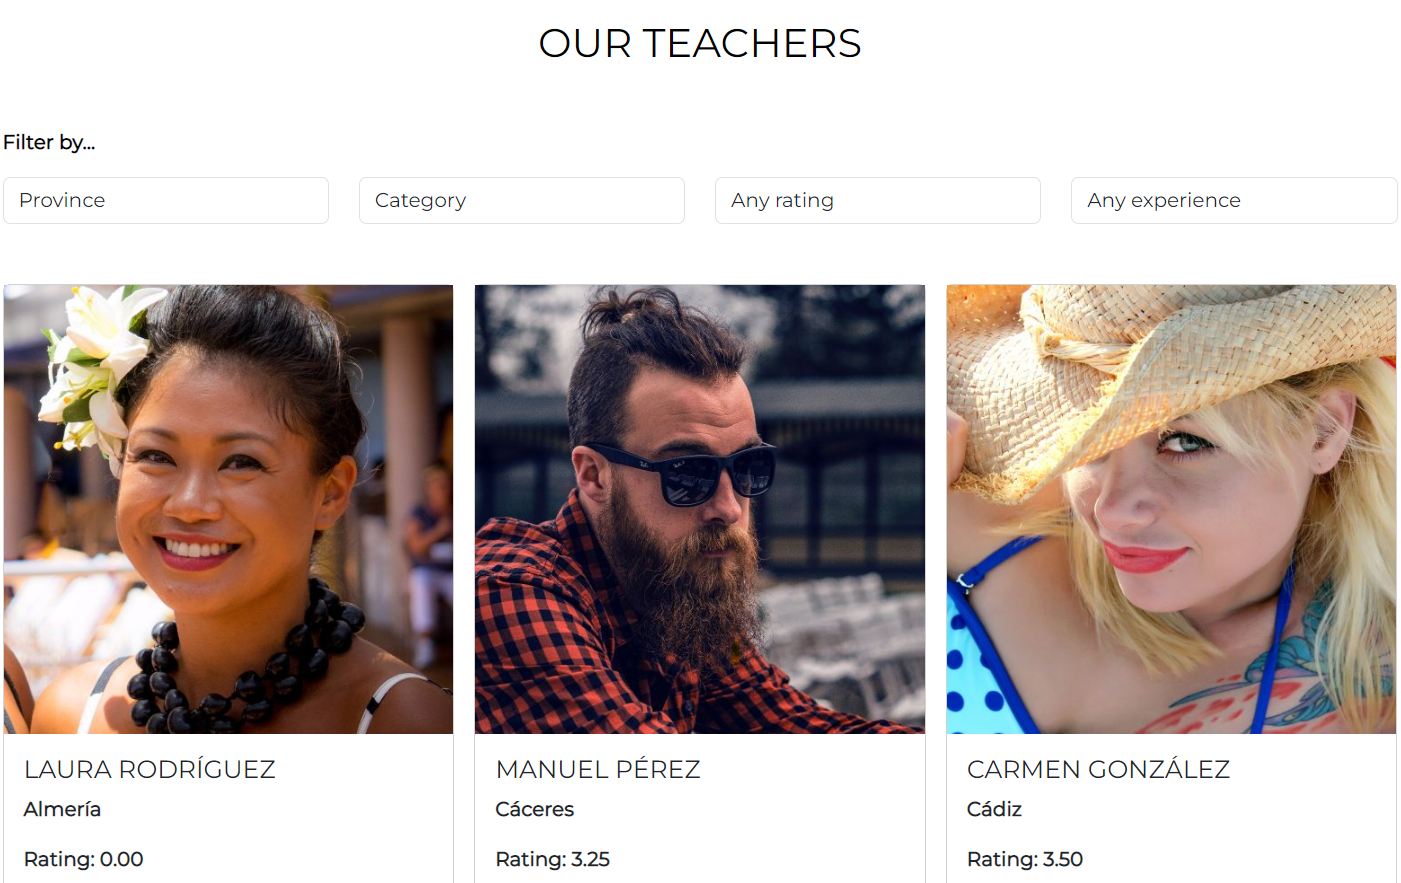 OUR TEACHERS
Filter by...
Province
Category
Any rating
Any experience
LAURA RODRÍGUEZ
Almería
Rating: 0.00
MANUEL PÉREZ
Cáceres
Rating: 3.25
CARMEN GONZÁLEZ
Cádiz
Rating: 3.50